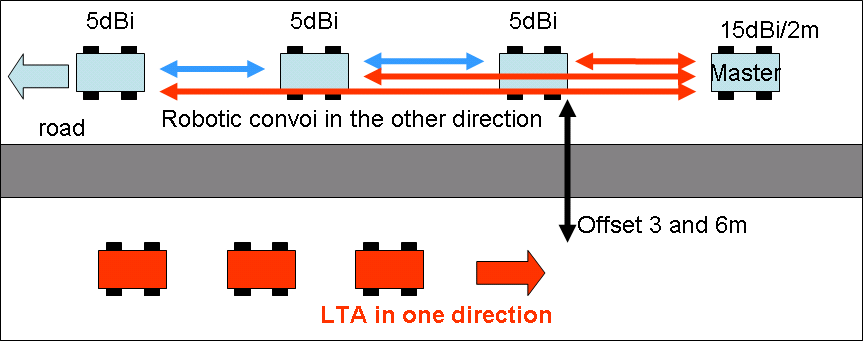 5dBi
5dBi
5dBi
15dBi/2m
Master
road
Robotic convoi in the other direction
Offset 3 and 6m
LTA in one direction